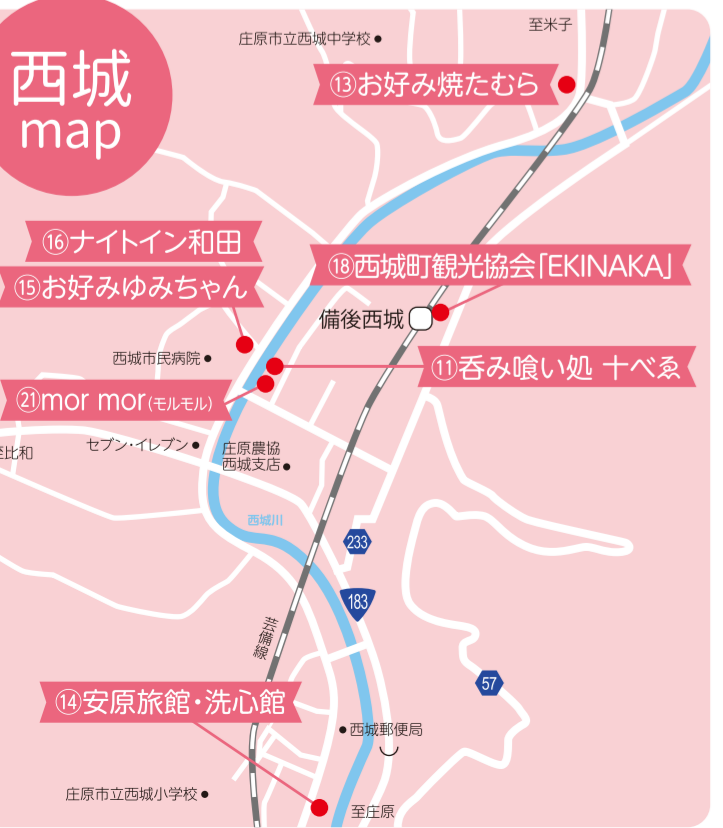 西城
map
庄原市立西城中学校
至米子
⑬お好み焼たむら
⑯ナイトイン和田
⑮お好みゆみちゃん
⑱西城町観光協会「EKINAKA」
備後西城
西城市民病院
⑪呑み喰い処 十べゑ
㉑mor mor(モルモル)
セブン・イレブン
至比和
庄原農協
西城支店
西城川
233
183
芸備線
57
⑭安原旅館・洗心館
西城郵便局
庄原市立西城小学校
至庄原